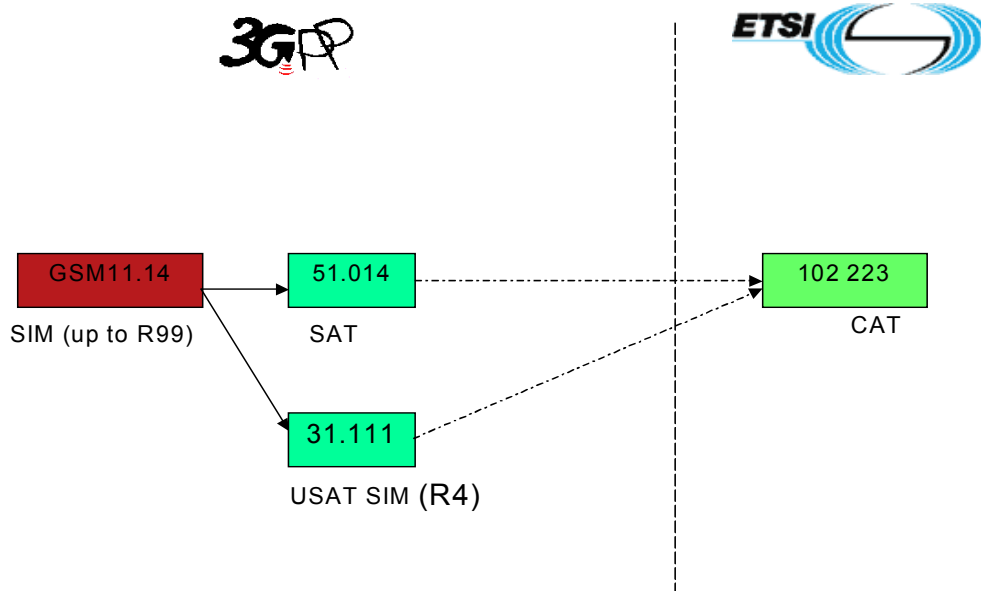 3GPP
ETSI
GSM11.14
51.014
102 223
SIM (up to R99)
SAT
CAT
31.111
USAT SIM (R4)